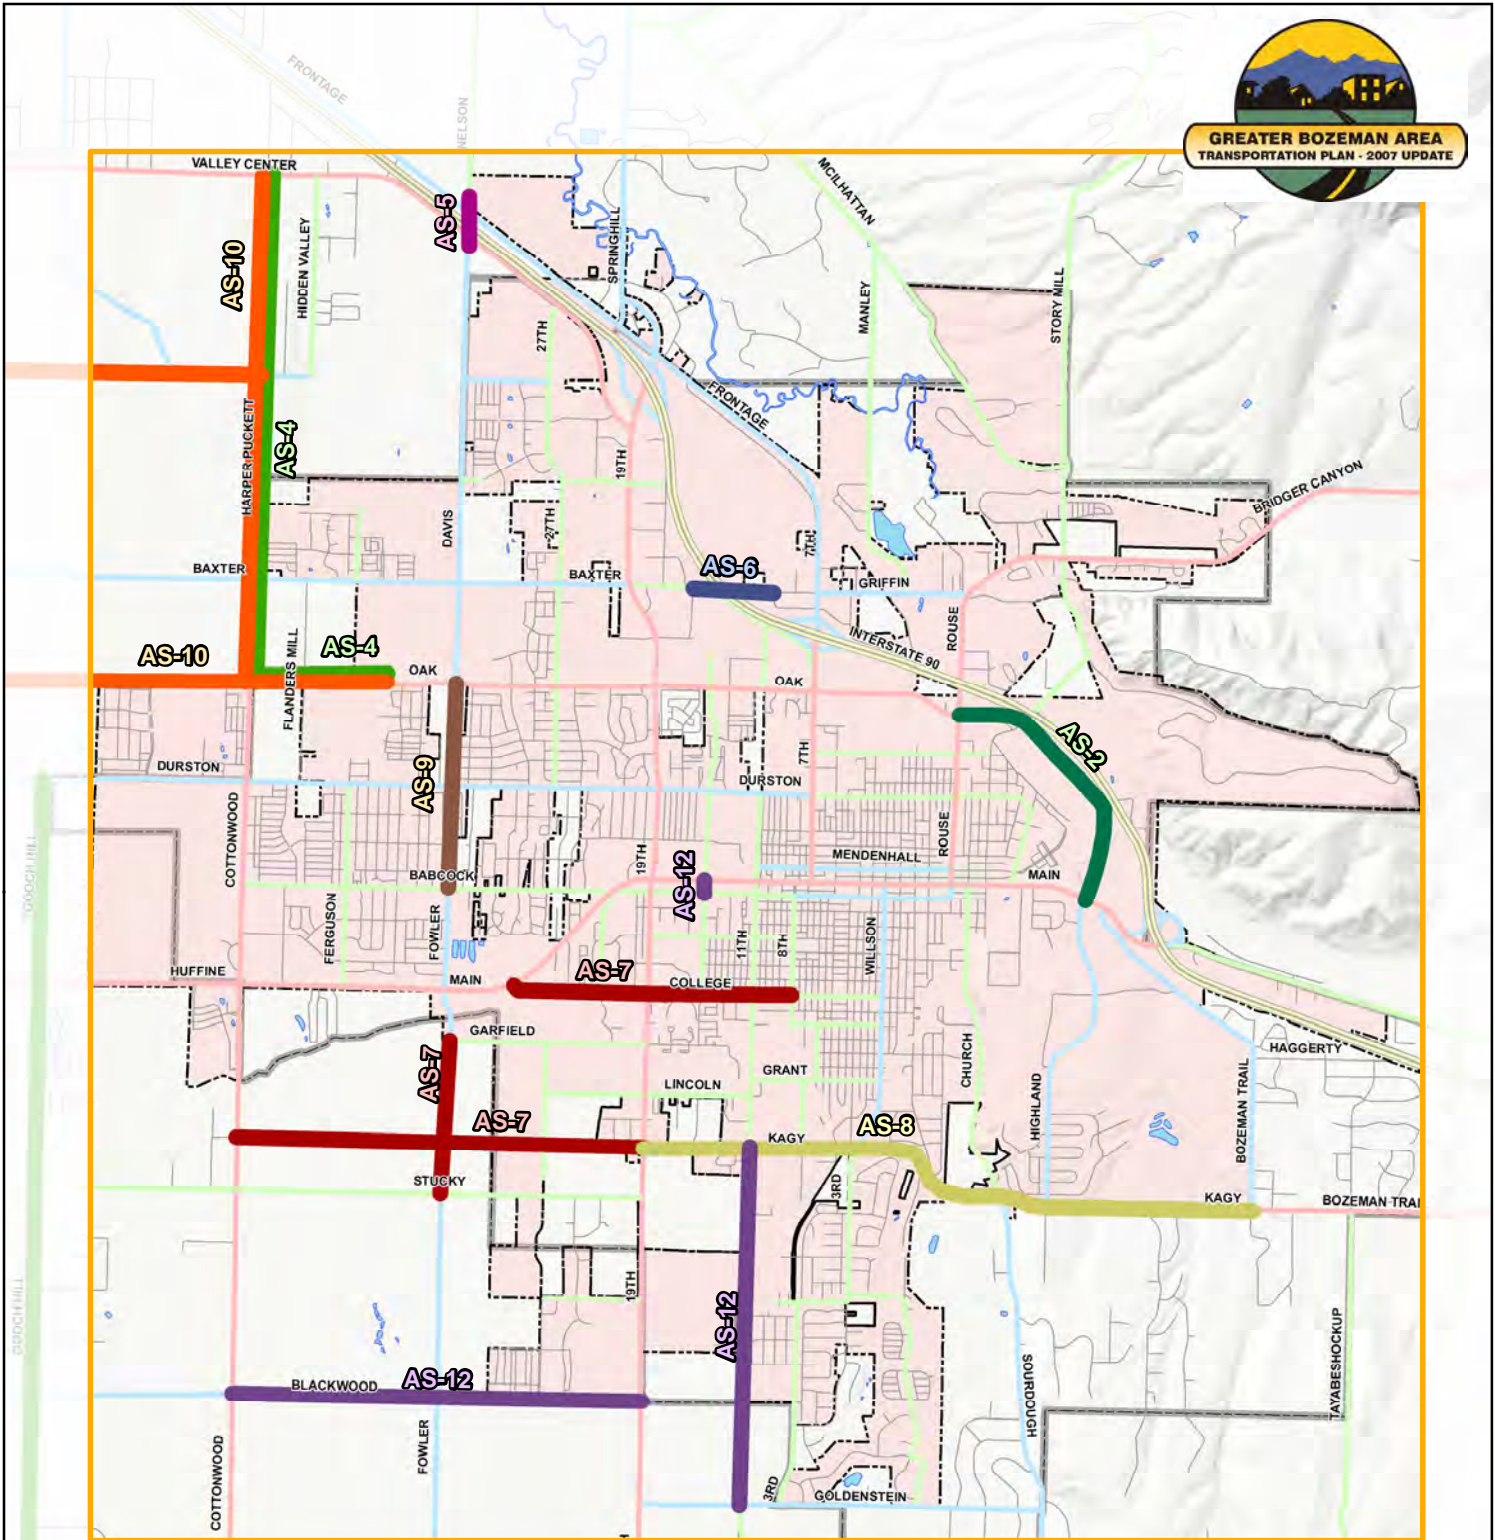 GREATER BOZEMAN AREA
TRANSPORTATION PLAN - 2007 UPDATE
FRONTAGE
NELSON
VALLEY CENTER
MCILHATTAN
AS-5
AS-10
HIDDEN VALLEY
SPRINGHILL
27TH
MANLEY
STORY MILL
HARPER PUCKETT
AS-4
FRONTAGE
19TH
BRIDGER CANYON
DAVIS
27TH
7TH
BAXTER
BAXTER
AS-6
GRIFFIN
ROUSE
INTERSTATE 90
FLANDERS MILL
AS-4
AS-10
OAK
OAK
AS-2
DURSTON
AS-9
7TH
DURSTON
COTTONWOOD
GOOCH HILL
19TH
ROUSE
MENDENHALL
BABCOCK
AS-12
MAIN
FERGUSON
FOWLER
11TH
8TH
WILLSON
HUFFINE
MAIN
AS-7
COLLEGE
GARFIELD
AS-7
LINCOLN
GRANT
CHURCH
HIGHLAND
HAGGERTY
BOZEMAN TRAIL
AS-7
KAGY
AS-8
STUCKY
3RD
KAGY
BOZEMAN TRAI
GOOCH HILL
19TH
AS-12
BLACKWOOD
AS-12
SOURDOUGH
TAYABESHOCKUP
COTTONWOOD
FOWLER
3RD
GOLDENSTEIN